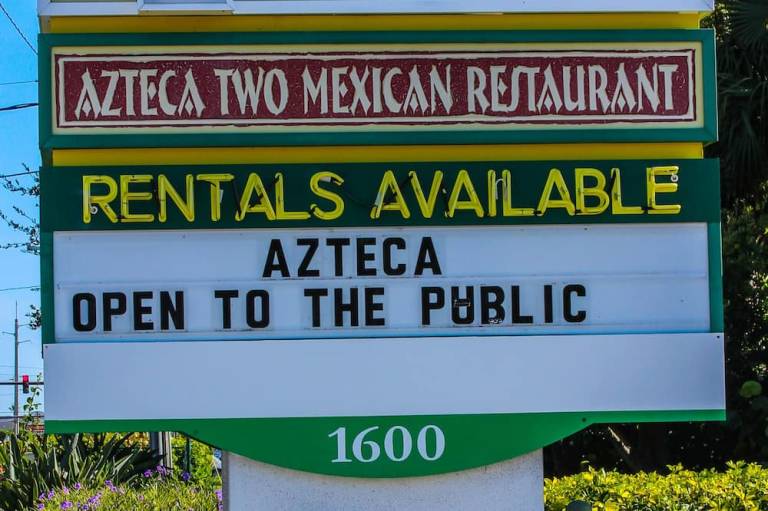 AZTECA TWO MEXICAN RESTAURANT
RENTALS AVAILABLE
AZTECA
OPEN TO THE PUBLIC
1600